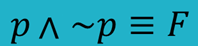 p ∧ ~p ≡ F